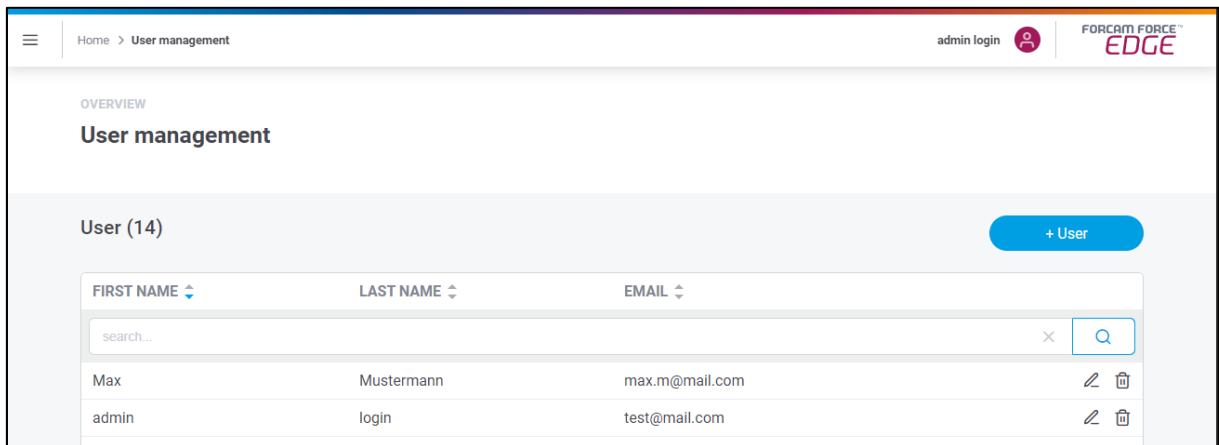 Home > User management
admin login
FORCAM FORCE™
EDGE
OVERVIEW
User management
User (14)
+ User
FIRST NAME LAST NAME EMAIL
search...
Max Mustermann max.m@mail.com
admin login test@mail.com